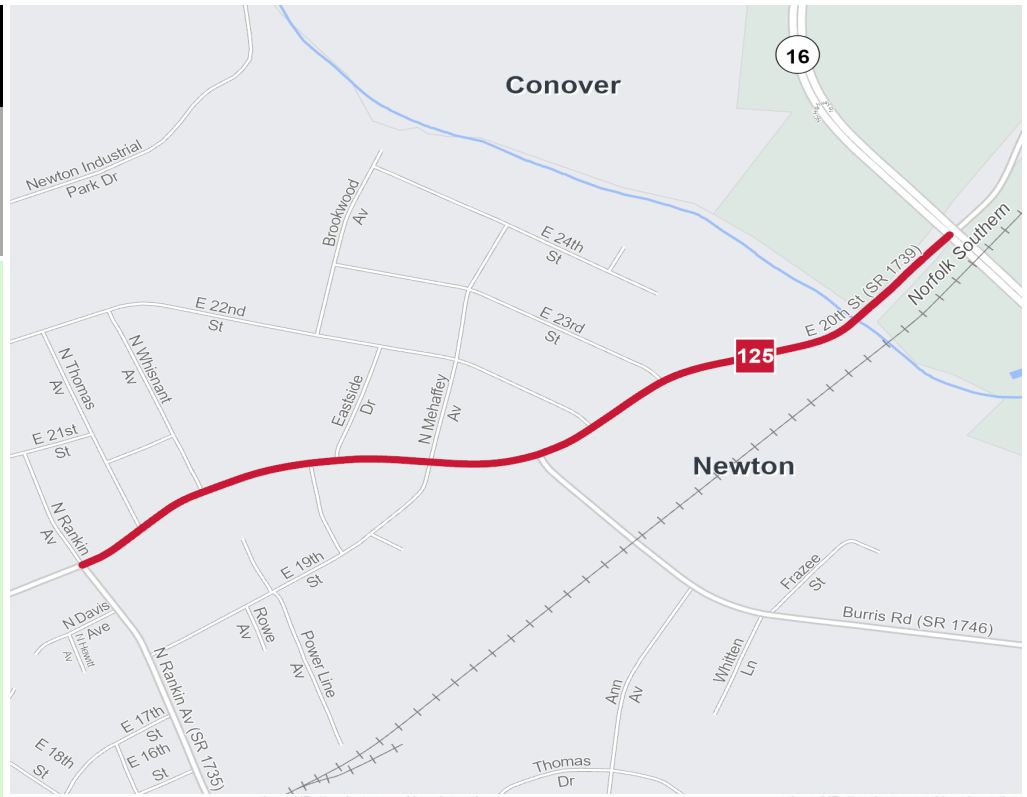 16
Conover
Newton Industrial
Park Dr
Brookwood
Av
E 24th
St
Norfolk Southern
E 20th St (SR 1739)
E 22nd
St
E 23rd
St
N Thomas
Av
N Whisnant
Av
125
Eastside
Dr
N Mehaffey
Av
E 21st
St
Newton
N Rankin
Av
E 19th
St
Frazee
St
N Davis
Ave
N Hewitt
Av
Rowe
Av
Power Line
Av
Burris Rd (SR 1746)
Whitten
Ln
N Rankin Av (SR 1735)
Ann
Av
E 17th
St
E 16th
St
E 18th
St
Thomas
Dr